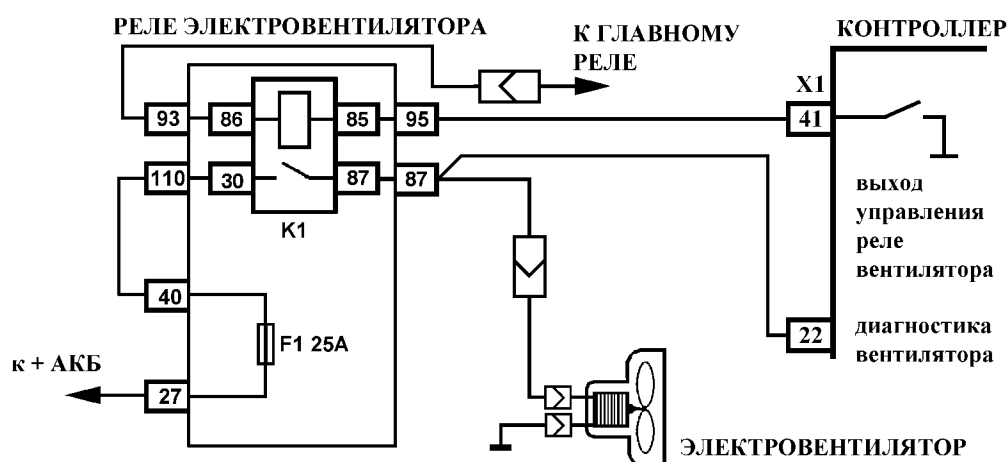 РЕЛЕ ЭЛЕКТРОВЕНТИЛЯТОРА
К ГЛАВНОМУ
РЕЛЕ
КОНТРОЛЛЕР
X1
93
86
85
95
41
110
30
87
87
K1
выход
управления
реле
вентилятора
40
F1 25A
22
диагностика
вентилятора
к + АКБ
27
ЭЛЕКТРОВЕНТИЛЯТОР